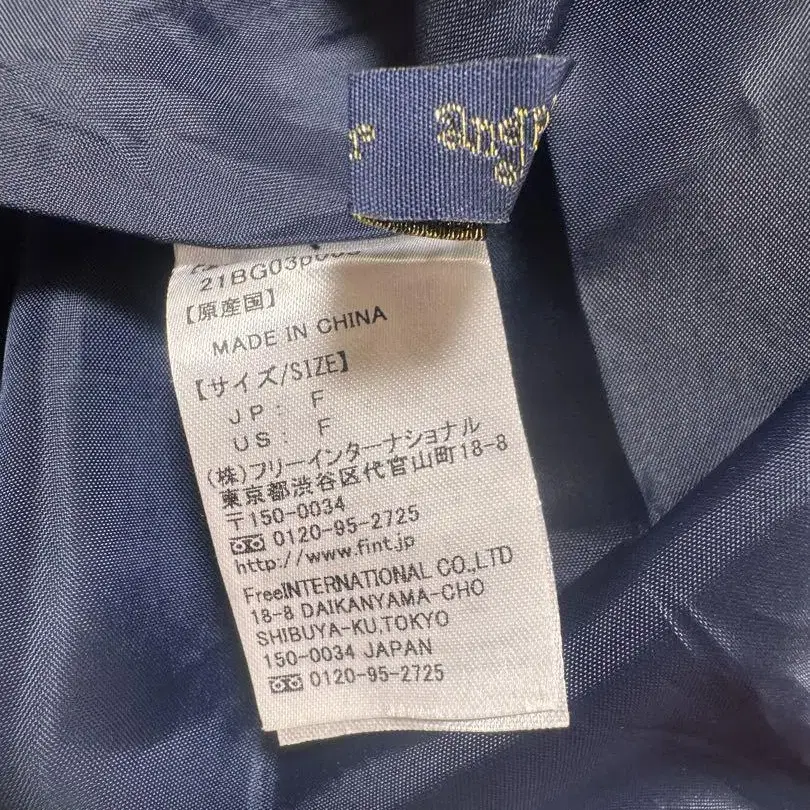 21BG03
【原産国】
MADE IN CHINA
【サイズ/SIZE】
JP: F
US: F
(株)フリーインターナショナル
東京都渋谷区代官山町18-8
〒150-0034
0120-95-2725
http://www.fint.jp
FreeINTERNATIONAL CO.,LTD
18-8 DAIKANYAMA-CHO
SHIBUYA-KU,TOKYO
150-0034 JAPAN
0120-95-2725